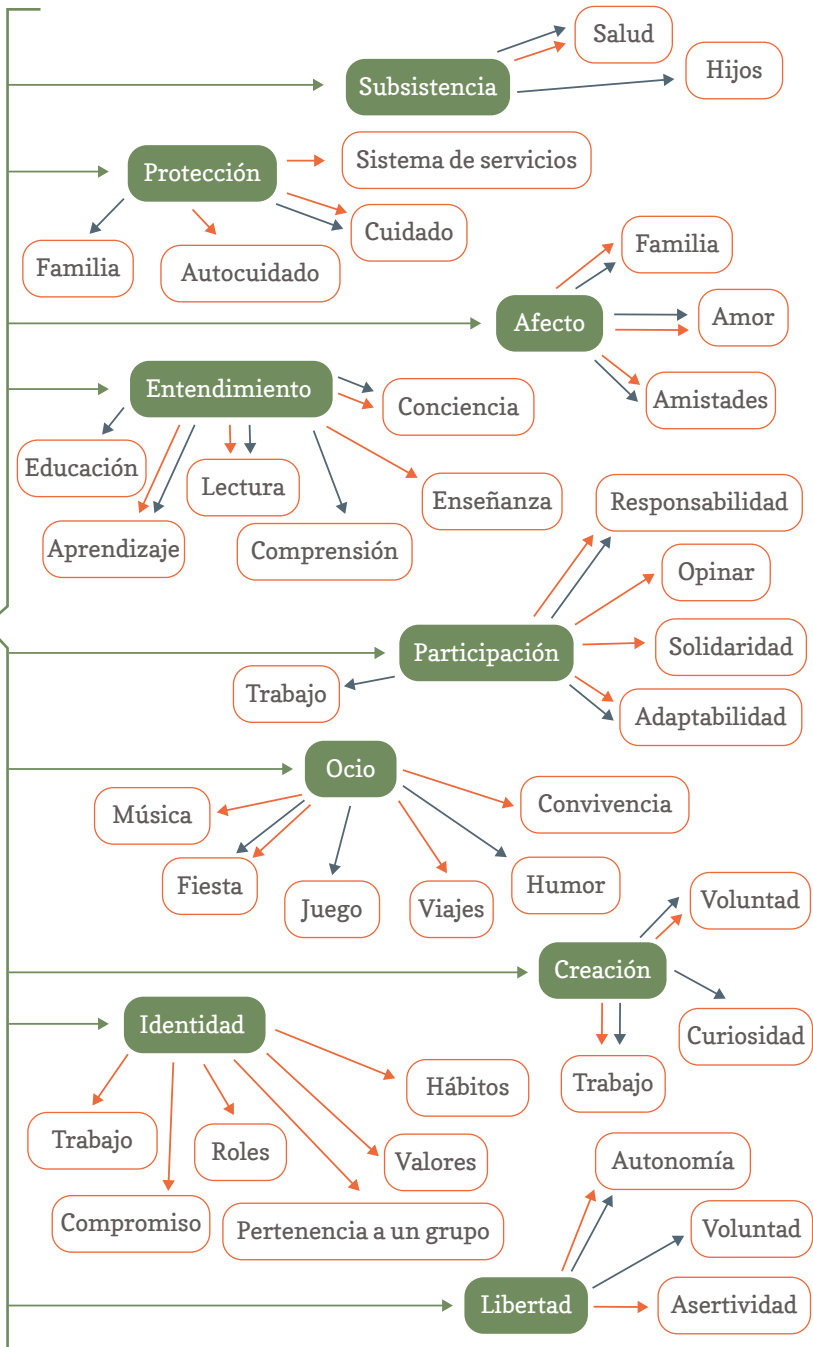 Salud
Hijos
Subsistencia
Sistema de servicios
Protección
Cuidado
Familia
Autocuidado
Familia
Amor
Afecto
Amistades
Entendimiento
Conciencia
Educación
Lectura
Enseñanza
Aprendizaje
Comprensión
Responsabilidad
Opinar
Participación
Solidaridad
Trabajo
Adaptabilidad
Ocio
Música
Convivencia
Fiesta
Juego
Viajes
Humor
Voluntad
Creación
Curiosidad
Trabajo
Identidad
Hábitos
Trabajo
Roles
Valores
Compromiso
Pertenencia a un grupo
Autonomía
Voluntad
Libertad
Asertividad